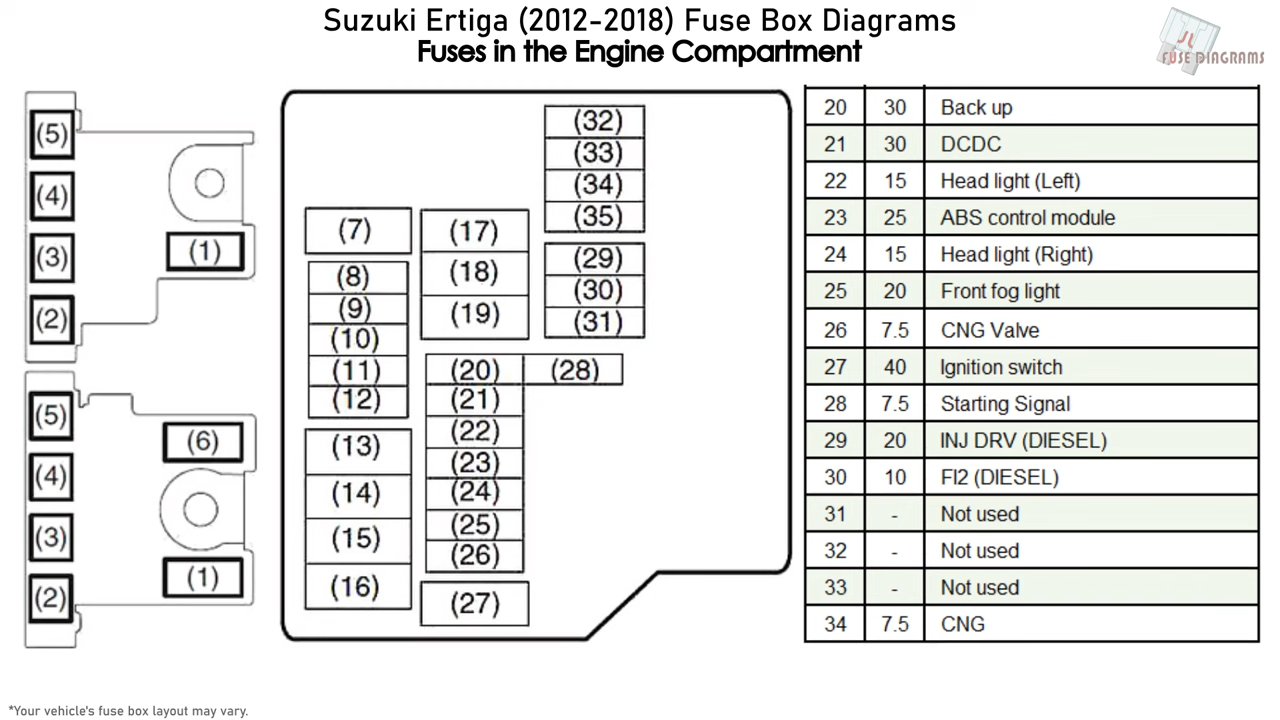 Suzuki Ertiga (2012-2018) Fuse Box Diagrams
Fuses in the Engine Compartment
JL
FUSE DIAGRAMS
(5)
(4)
(3)
(2)
(1)
(5)
(4)
(3)
(2)
(6)
(1)
(7)
(8)
(9)
(10)
(11)
(12)
(13)
(14)
(15)
(16)
(17)
(18)
(19)
(20) (28)
(21)
(22)
(23)
(24)
(25)
(26)
(27)
(32)
(33)
(34)
(35)
(29)
(30)
(31)
20 30 Back up
21 30 DCDC
22 15 Head light (Left)
23 25 ABS control module
24 15 Head light (Right)
25 20 Front fog light
26 7.5 CNG Valve
27 40 Ignition switch
28 7.5 Starting Signal
29 20 INJ DRV (DIESEL)
30 10 FI2 (DIESEL)
31 - Not used
32 - Not used
33 - Not used
34 7.5 CNG
*Your vehicle's fuse box layout may vary.